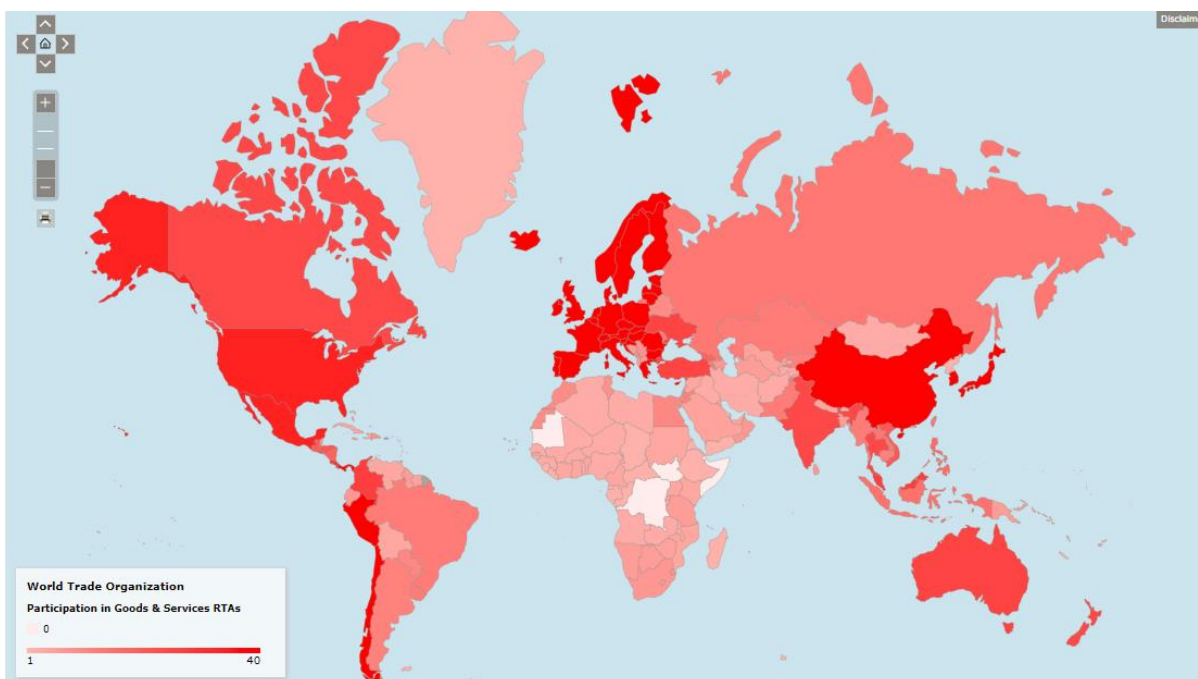 Disclaim
World Trade Organization
Participation in Goods & Services RTAs
0
1 40